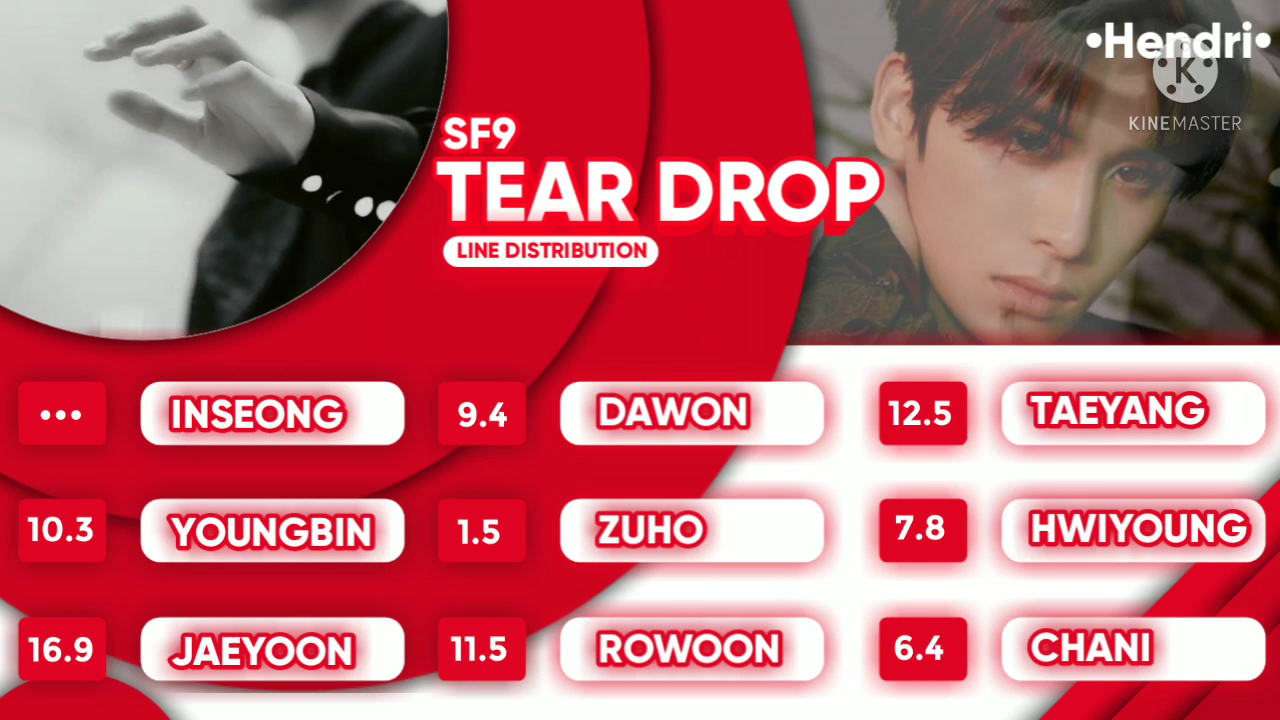 •Hendri•
K
KINEMASTER
SF9
TEAR DROP
LINE DISTRIBUTION
... INSEONG 9.4 DAWON 12.5 TAEYANG
10.3 YOUNGBIN 1.5 ZUHO 7.8 HWIYOUNG
16.9 JAEYOON 11.5 ROWOON 6.4 CHANI